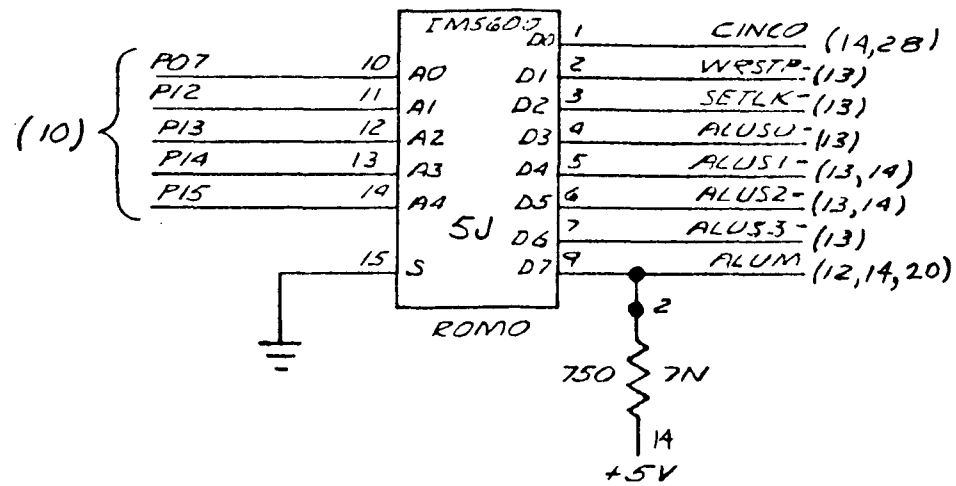 IM5600
D0 1 CINCO (14,28)
P07 10 A0 D1 2 WRSTP- (13)
P12 11 A1 D2 3 SETLK- (13)
(10) P13 12 A2 D3 4 ALUS0- (13)
P14 13 A3 D4 5 ALUS1- (13,14)
P15 14 A4 D5 6 ALUS2- (13,14)
5J D6 7 ALUS3- (13)
15 S D7 9 ALUM (12,14,20)
ROM0
2
750 7N
14
+5V